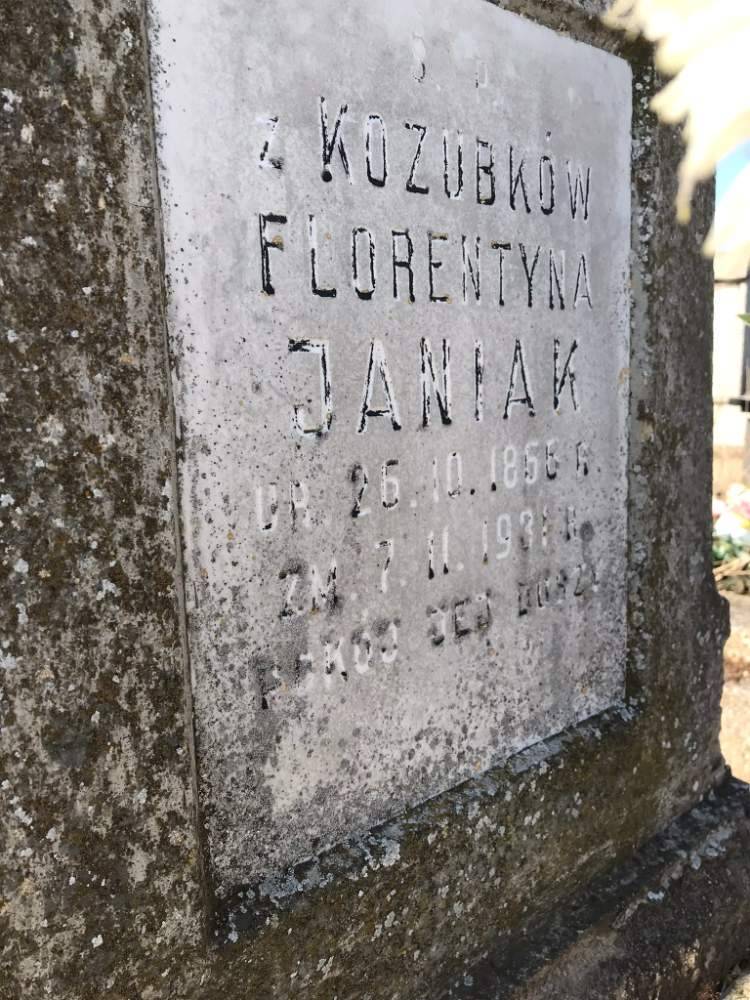 Ś P
Z KOZUBKÓW
FLORENTYNA
JANIAK
UR. 26.10.1866 R.
ZM. 7.11.1931 R.
POKÓJ JEJ DUSZY